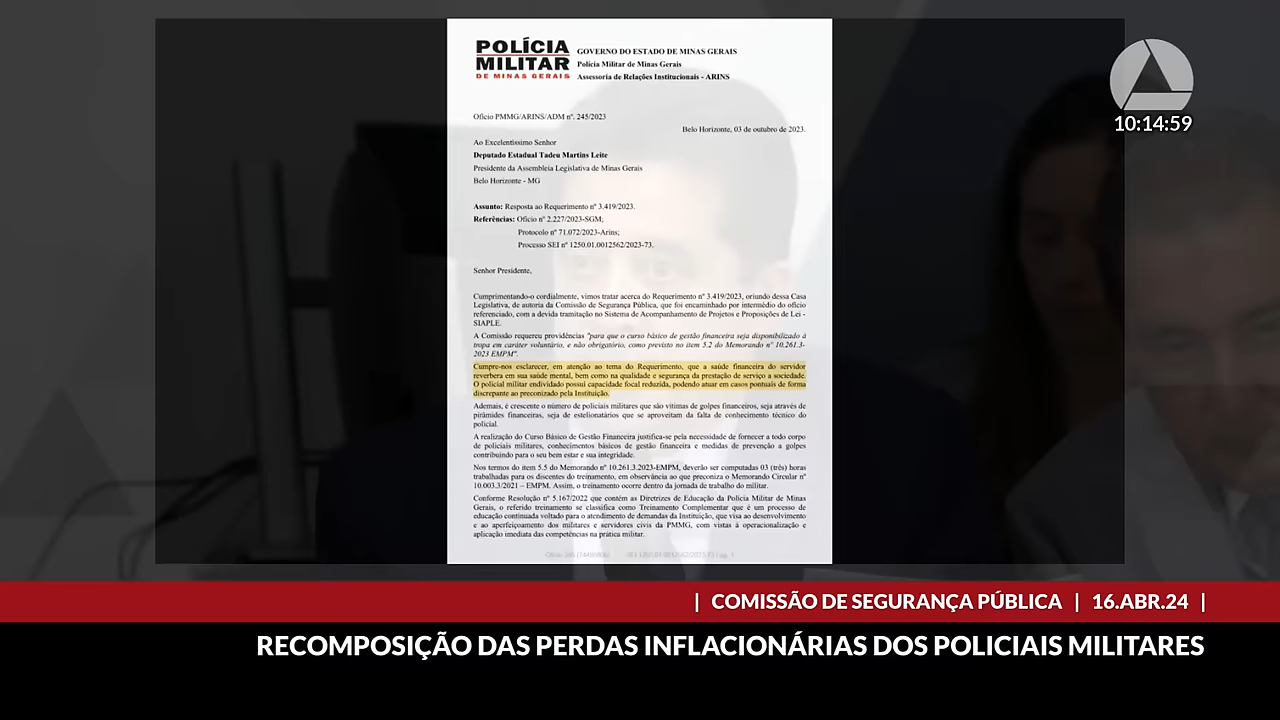 POLÍCIA
MILITAR
DE MINAS GERAIS
GOVERNO DO ESTADO DE MINAS GERAIS
Polícia Militar de Minas Gerais
Assessoria de Relações Institucionais - ARINS
10:14:59
Ofício PMMG/ARINS/ADM nº. 245/2023
Belo Horizonte, 03 de outubro de 2023.
Ao Excelentíssimo Senhor
Deputado Estadual Tadeu Martins Leite
Presidente da Assembleia Legislativa de Minas Gerais
Belo Horizonte - MG
Assunto: Resposta ao Requerimento nº 3.419/2023.
Referências: Ofício nº 2.227/2023-SGM;
Protocolo nº 71.072/2023-Arins;
Processo SEI nº 1250.01.0012562/2023-73.
Senhor Presidente,
Cumprimentando-o cordialmente, vimos tratar acerca do Requerimento nº 3.419/2023, oriundo dessa Casa
Legislativa, de autoria da Comissão de Segurança Pública, que foi encaminhado por intermédio do ofício
referenciado, com a devida tramitação no Sistema de Acompanhamento de Projetos e Proposições de Lei -
SIAPLE.
A Comissão requereu providências "para que o curso básico de gestão financeira seja disponibilizado à
tropa em caráter voluntário, e não obrigatório, como previsto no item 5.2 do Memorando nº 10.261.3-
2023 EMPM".
Cumpre-nos esclarecer, em atenção ao tema do Requerimento, que a saúde financeira do servidor
reverbera em sua saúde mental, bem como na qualidade e segurança da prestação de serviço a sociedade.
O policial militar endividado possui capacidade focal reduzida, podendo atuar em casos pontuais de forma
discrepante ao preconizado pela Instituição.
Ademais, é crescente o número de policiais militares que são vítimas de golpes financeiros, seja através de
pirâmides financeiras, seja de estelionatários que se aproveitam da falta de conhecimento técnico do
policial.
A realização do Curso Básico de Gestão Financeira justifica-se pela necessidade de fornecer a todo corpo
de policiais militares, conhecimentos básicos de gestão financeira e medidas de prevenção a golpes
contribuindo para o seu bem estar e sua integridade.
Nos termos do item 5.5 do Memorando nº 10.261.3.2023-EMPM, deverão ser computadas 03 (três) horas
trabalhadas para os discentes do treinamento, em observância ao que preconiza o Memorando Circular nº
10.003.3/2021 – EMPM. Assim, o treinamento ocorre dentro da jornada de trabalho do militar.
Conforme Resolução nº 5.167/2022 que contém as Diretrizes de Educação da Polícia Militar de Minas
Gerais, o referido treinamento se classifica como Treinamento Complementar que é um processo de
educação continuada voltado para o atendimento de demandas da Instituição, que visa ao desenvolvimento
e ao aperfeiçoamento dos militares e servidores civis da PMMG, com vistas à operacionalização e
aplicação imediata das competências na prática militar.
| COMISSÃO DE SEGURANÇA PÚBLICA | 16.ABR.24 |
RECOMPOSIÇÃO DAS PERDAS INFLACIONÁRIAS DOS POLICIAIS MILITARES